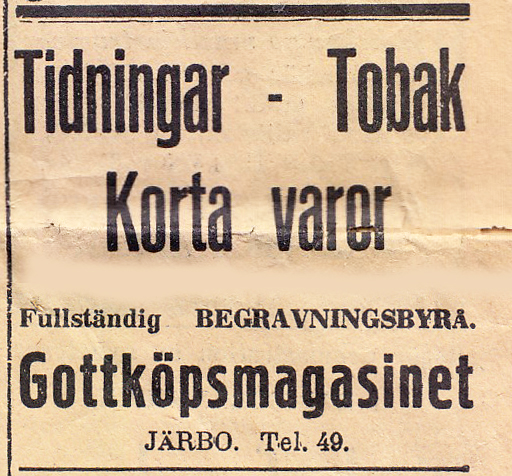 Tidningar - Tobak
Korta varor
Fullständig BEGRAVNINGSBYRÅ.
Gottköpsmagasinet
JÄRBO. Tel. 49.